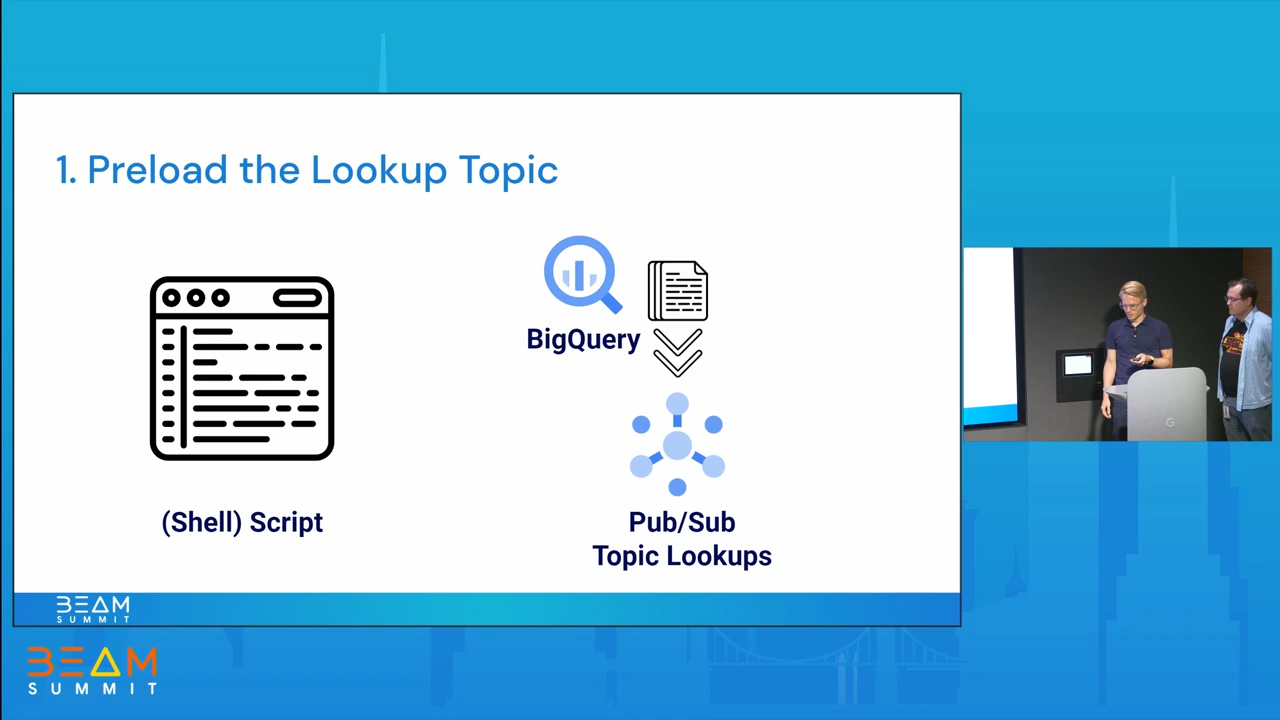 1. Preload the Lookup Topic
BigQuery
(Shell) Script
Pub/Sub
Topic Lookups
BEAM
SUMMIT
BEAM
SUMMIT
G